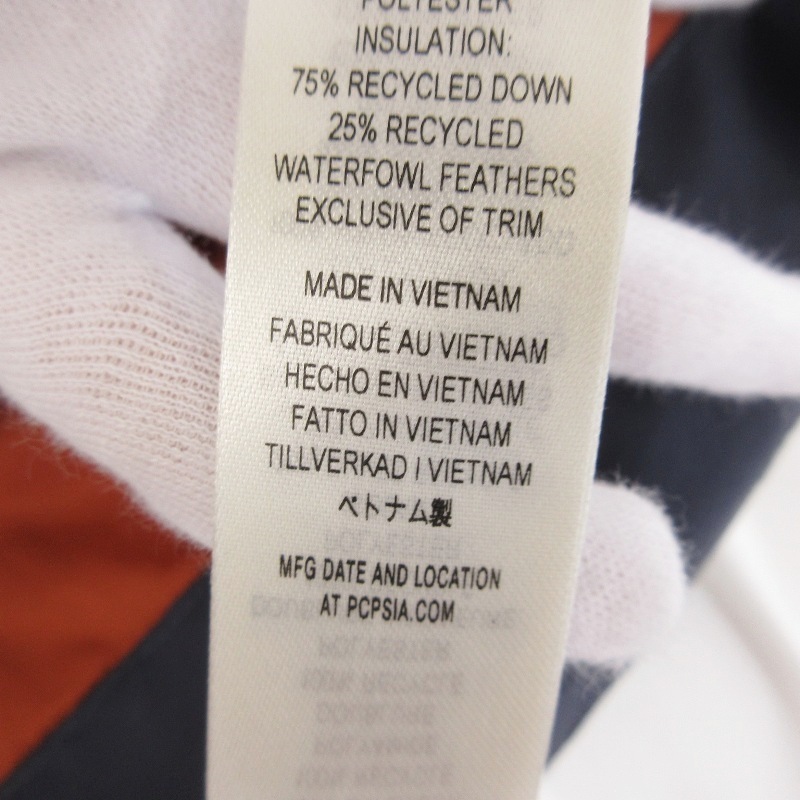 POLYESTER
INSULATION:
75% RECYCLED DOWN
25% RECYCLED
WATERFOWL FEATHERS
EXCLUSIVE OF TRIM
MADE IN VIETNAM
FABRIQUÉ AU VIETNAM
HECHO EN VIETNAM
FATTO IN VIETNAM
TILLVERKAD I VIETNAM
ベトナム製
MFG DATE AND LOCATION
AT PCPSIA.COM